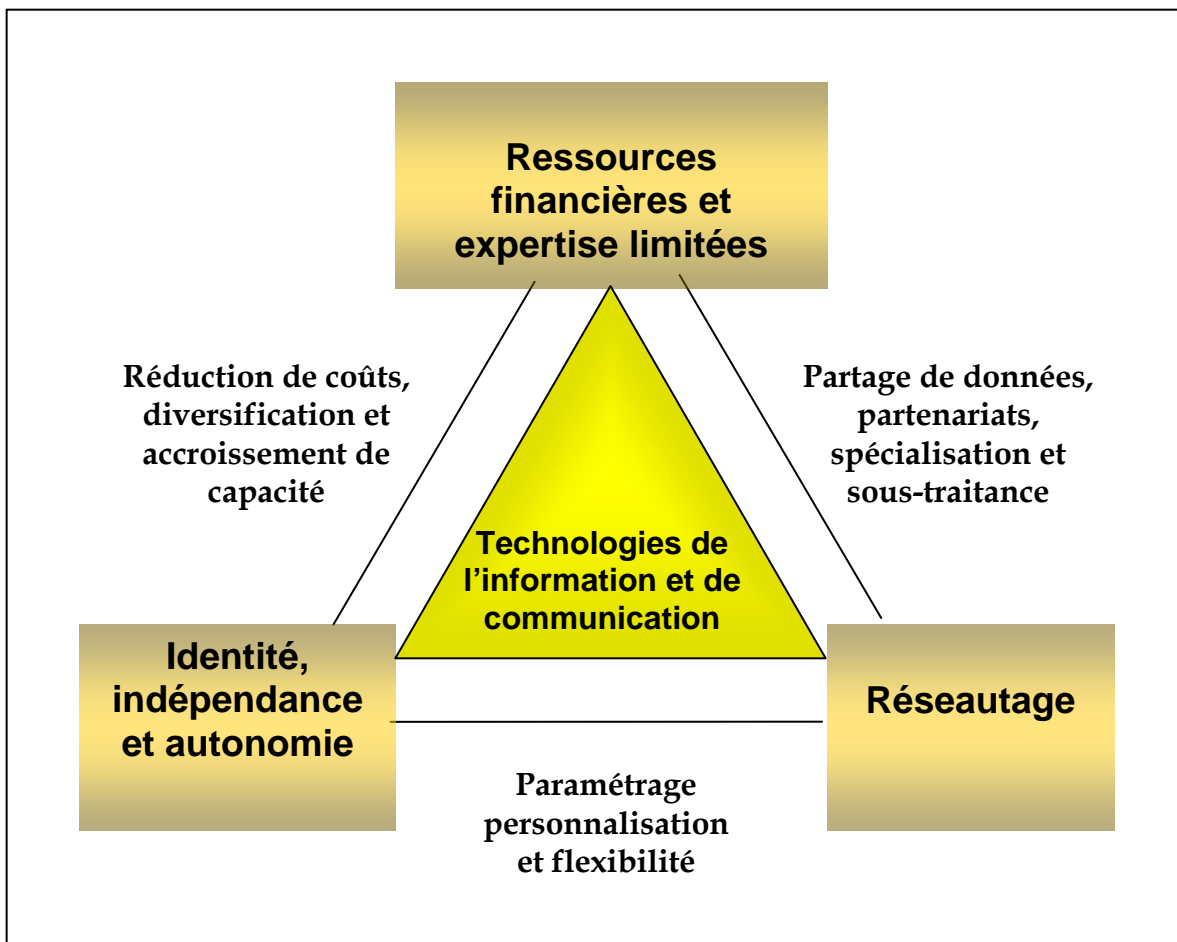 Ressources
financières et
expertise limitées
Réduction de coûts,
diversification et
accroissement de
capacité
Partage de données,
partenariats,
spécialisation et
sous-traitance
Technologies de
l’information et de
communication
Identité,
indépendance
et autonomie
Réseautage
Paramétrage
personnalisation
et flexibilité